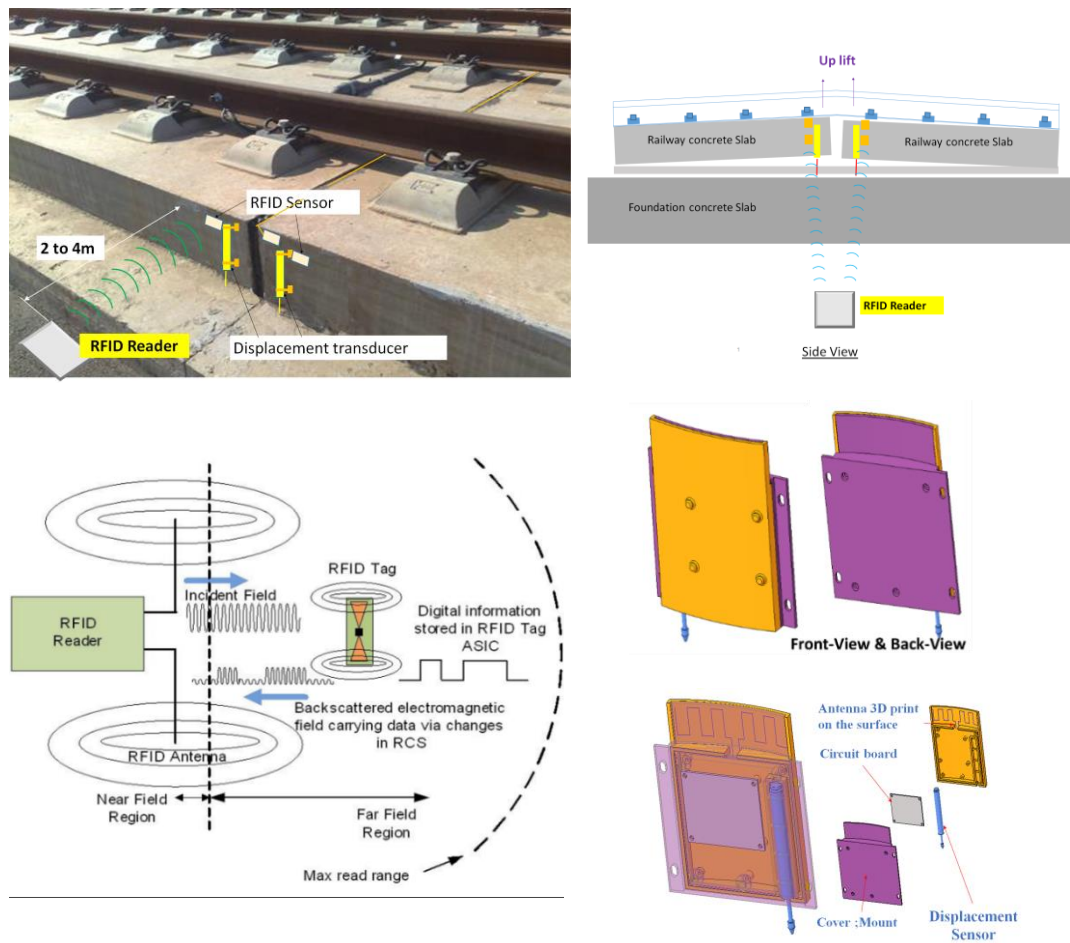 RFID Sensor
2 to 4m
RFID Reader
Displacement transducer
Up lift
Railway concrete Slab
Railway concrete Slab
Foundation concrete Slab
RFID Reader
Side View
RFID
Reader
Incident Field
RFID Tag
Digital information
stored in RFID Tag
ASIC
Backscattered electromagnetic
field carrying data via changes
in RCS
RFID Antenna
Near Field
Region
Far Field
Region
Max read range
Front-View & Back-View
Antenna 3D print
on the surface
Circuit board
Cover ;Mount
Displacement
Sensor